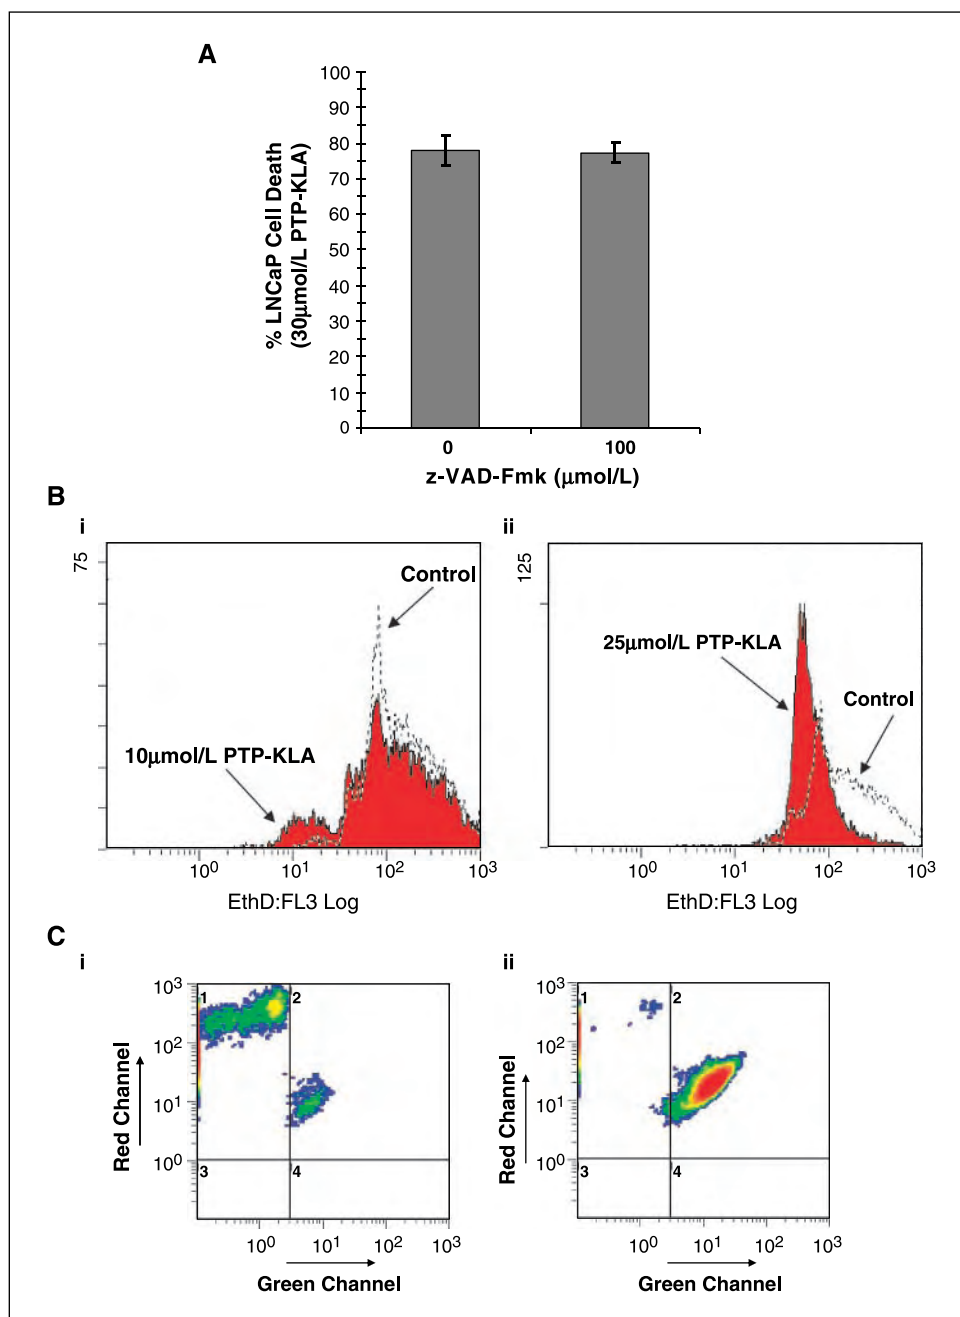 A
% LNCaP Cell Death
(30μmol/L PTP-KLA)
100
90
80
70
60
50
40
30
20
10
0
0 100
z-VAD-Fmk (μmol/L)
B
i
75
Control
10μmol/L PTP-KLA
10⁰ 10¹ 10² 10³
EthD:FL3 Log
ii
125
25μmol/L PTP-KLA
Control
10⁰ 10¹ 10² 10³
EthD:FL3 Log
C
i
Red Channel
10³
10²
10¹
10⁰
1 2
3 4
10⁰ 10¹ 10² 10³
Green Channel
ii
Red Channel
10³
10²
10¹
10⁰
1 2
3 4
10⁰ 10¹ 10² 10³
Green Channel